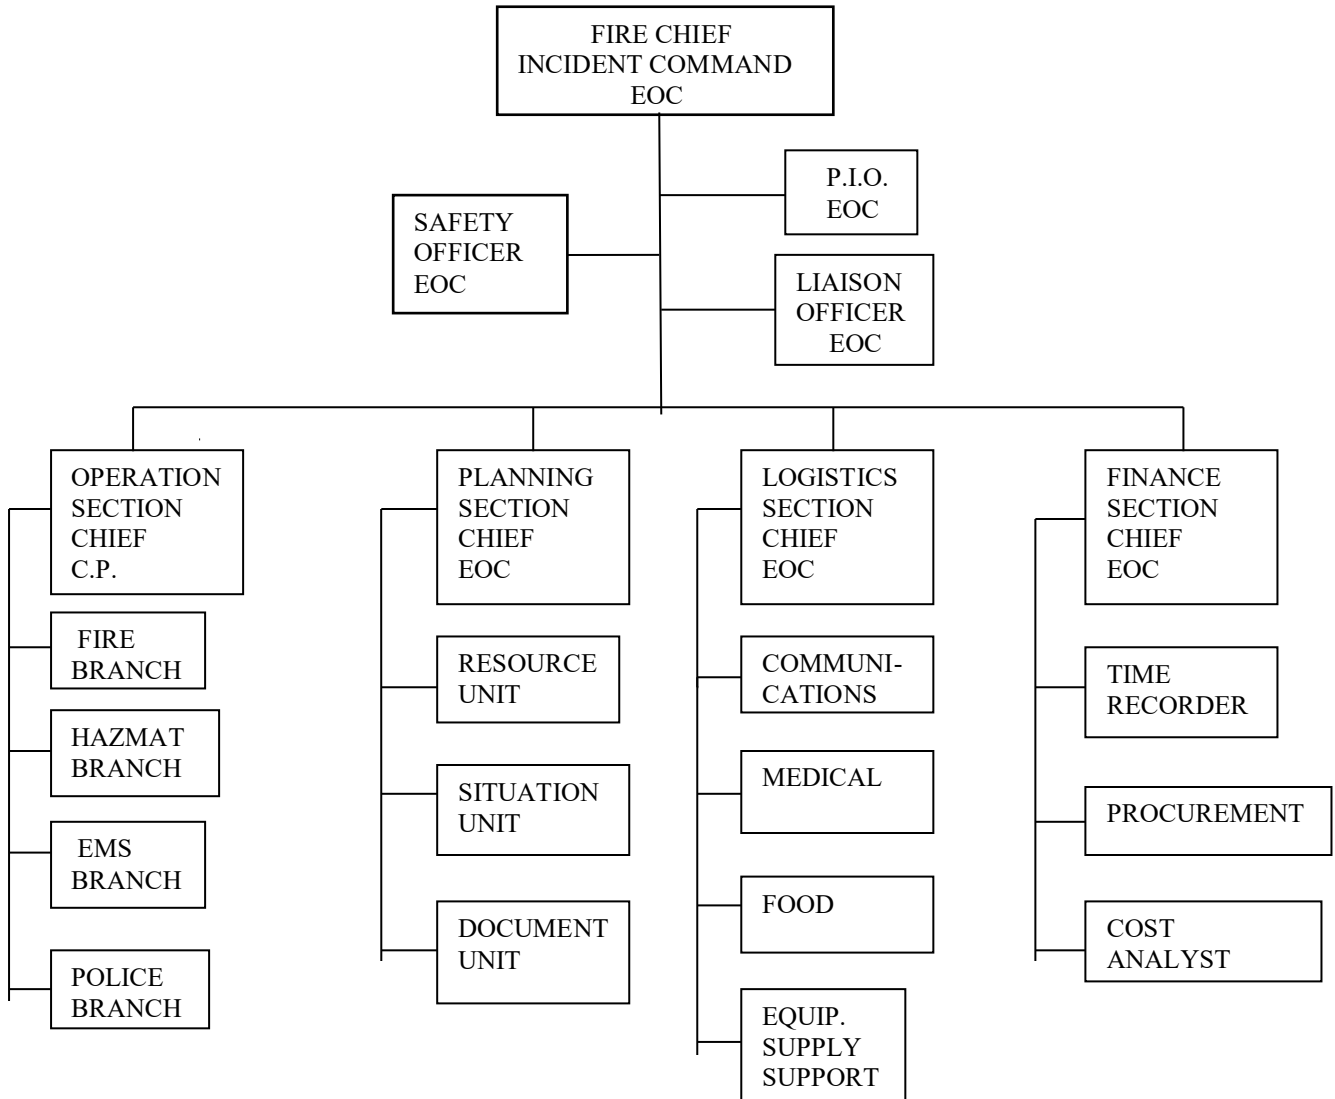 FIRE CHIEF
INCIDENT COMMAND
EOC
P.I.O.
EOC
SAFETY
OFFICER
EOC
LIAISON
OFFICER
EOC
OPERATION
SECTION
CHIEF
C.P.
PLANNING
SECTION
CHIEF
EOC
LOGISTICS
SECTION
CHIEF
EOC
FINANCE
SECTION
CHIEF
EOC
FIRE
BRANCH
HAZMAT
BRANCH
EMS
BRANCH
POLICE
BRANCH
RESOURCE
UNIT
SITUATION
UNIT
DOCUMENT
UNIT
COMMUNI-
CATIONS
MEDICAL
FOOD
EQUIP.
SUPPLY
SUPPORT
TIME
RECORDER
PROCUREMENT
COST
ANALYST